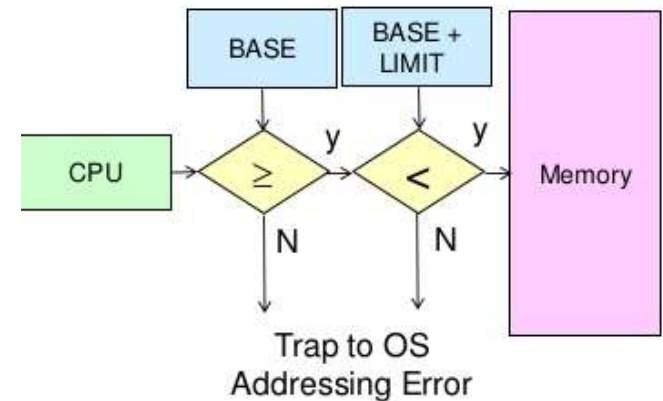 BASE
BASE +
LIMIT
y
y
CPU
≥
<
Memory
N
N
Trap to OS
Addressing Error